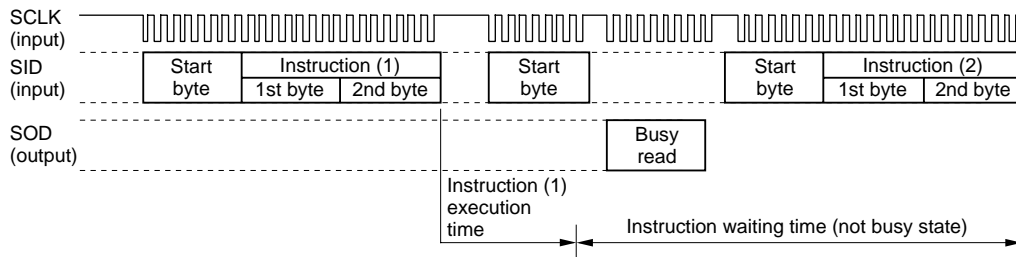 SCLK
(input)
SID
(input)
Start
byte
Instruction (1)
1st byte
2nd byte
Start
byte
Start
byte
Instruction (2)
1st byte
2nd byte
SOD
(output)
Busy
read
Instruction (1)
execution
time
Instruction waiting time (not busy state)